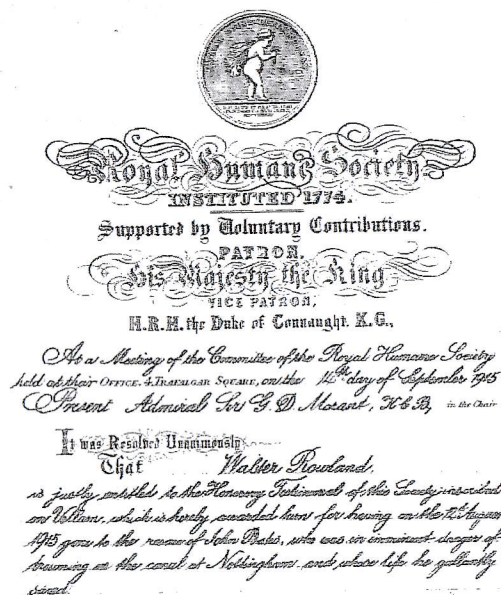 Royal Humane Society
INSTITUTED 1774.
Supported by Voluntary Contributions.
PATRON.
His Majesty the King
VICE PATRON,
H.R.H. the Duke of Connaught. K.G.,
At a Meeting of the Committee of the Royal Humane Society
held at their OFFICE. 4. TRAFALGAR SQUARE, on the 14th day of September 1915
Present Admiral Sir G. D. Morant, K.C.B, in the Chair
It was Resolved Unanimously
That Walter Rowland,
is justly entitled to the Honorary Testimonial of this Society inscribed
on Vellum, which is hereby awarded him for having on the August
1915 gone to the rescue of John who was in imminent danger of
drowning in the canal at Nottingham and whose life he gallantly
saved